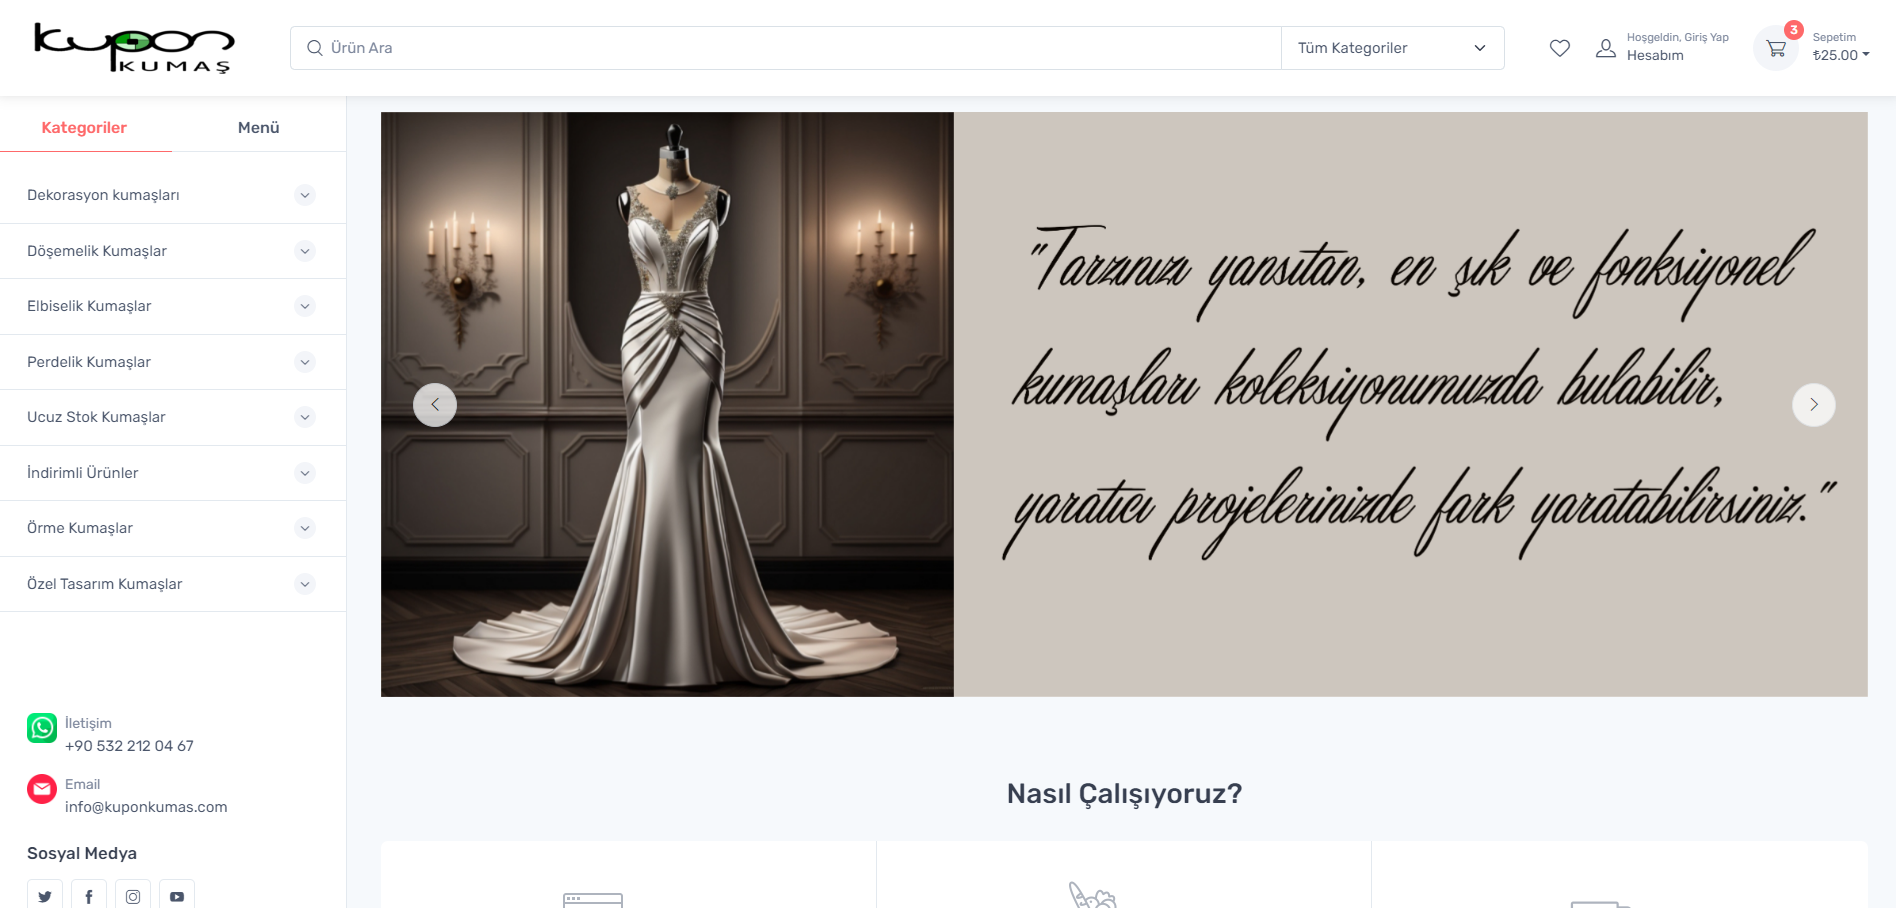 kupon
KUMAŞ
Ürün Ara
Tüm Kategoriler
Hoşgeldin, Giriş Yap
Hesabım
3
Sepetim
₺25.00
Kategoriler
Menü
Dekorasyon kumaşları
Döşemelik Kumaşlar
Elbiselik Kumaşlar
Perdelik Kumaşlar
Ucuz Stok Kumaşlar
İndirimli Ürünler
Örme Kumaşlar
Özel Tasarım Kumaşlar
İletişim
+90 532 212 04 67
Email
info@kuponkumas.com
Sosyal Medya
"Tarzınızı yansıtan, en şık ve fonksiyonel
kumaşları koleksiyonumuzda bulabilir,
yaratıcı projelerinizde fark yaratabilirsiniz."
Nasıl Çalışıyoruz?